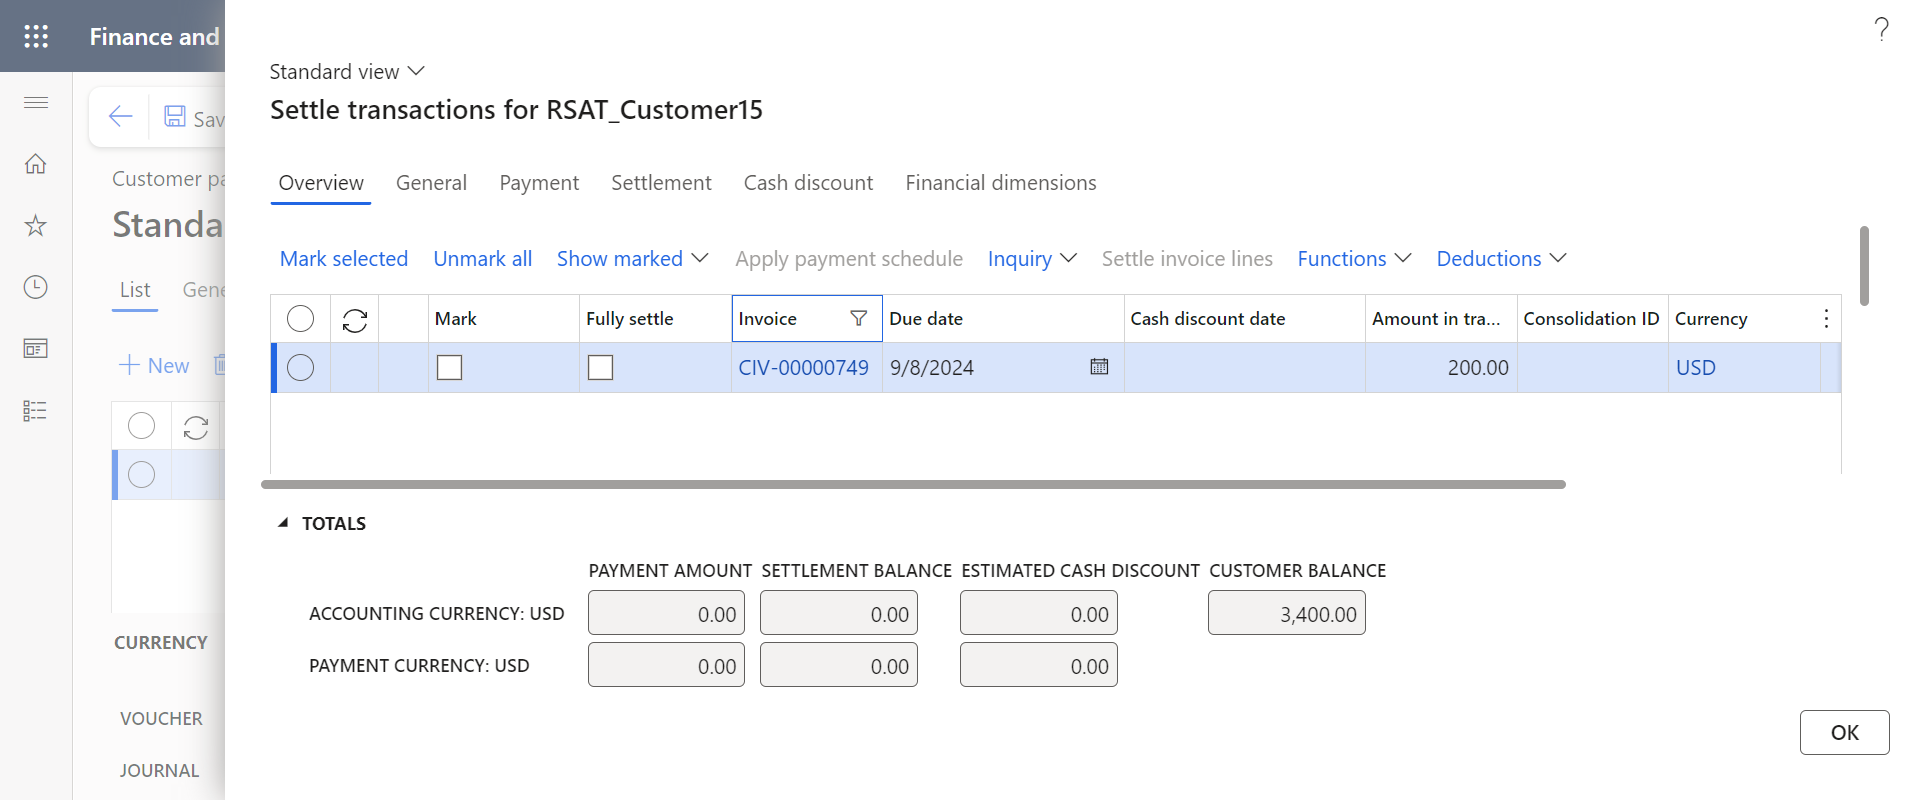 Finance and
?
Standard view
Settle transactions for RSAT_Customer15
Sav
Customer pa
Standa
List Gene
New
Overview General Payment Settlement Cash discount Financial dimensions
Mark selected Unmark all Show marked Apply payment schedule Inquiry Settle invoice lines Functions Deductions
Mark Fully settle Invoice Due date Cash discount date Amount in tra... Consolidation ID Currency
CIV-00000749 9/8/2024 200.00 USD
TOTALS
PAYMENT AMOUNT SETTLEMENT BALANCE ESTIMATED CASH DISCOUNT CUSTOMER BALANCE
ACCOUNTING CURRENCY: USD 0.00 0.00 0.00 3,400.00
PAYMENT CURRENCY: USD 0.00 0.00 0.00
CURRENCY
VOUCHER
JOURNAL
OK